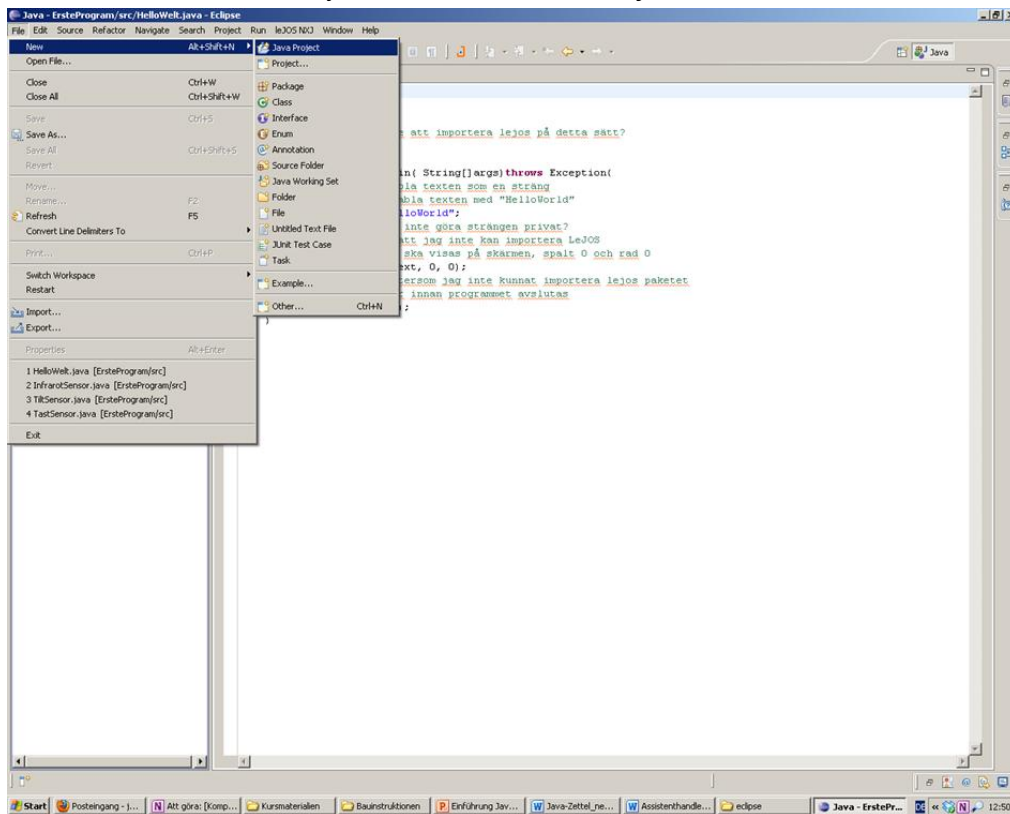 Java - ErsteProgram/src/HelloWelt.java - Eclipse
File Edit Source Refactor Navigate Search Project Run leJOS NXJ Window Help
New Alt+Shift+N
Open File...
Close Ctrl+W
Close All Ctrl+Shift+W
Save Ctrl+S
Save As...
Save All Ctrl+Shift+S
Revert
Move...
Rename... F2
Refresh F5
Convert Line Delimiters To
Print... Ctrl+P
Switch Workspace
Restart
Import...
Export...
Properties Alt+Enter
1 HelloWelt.java [ErsteProgram/src]
2 InfrarotSensor.java [ErsteProgram/src]
3 TiltSensor.java [ErsteProgram/src]
4 TastSensor.java [ErsteProgram/src]
Exit
Java Project
Project...
Package
Class
Interface
Enum
Annotation
Source Folder
Java Working Set
Folder
File
Untitled Text File
JUnit Test Case
Task
Example...
Other... Ctrl+N
Java
att importera lejos på detta sätt?
in( String[]args)throws Exception(
bla texten som en sträng
abla texten med "HelloWorld"
lloWorld";
inte göra strängen privat?
att jag inte kan importera LeJOS
ska visas på skärmen, spalt 0 och rad 0
ext, 0, 0);
tersom jag inte kunnat importera lejos paketet
innan programmet avslutas
;
}
Start Posteingang - j... Att göra: [Komp... Kursmaterialien Bauinstruktionen Einführung Jav... Java-Zettel_ne... Assistenthandle... eclipse Java - ErstePr... DE 12:50